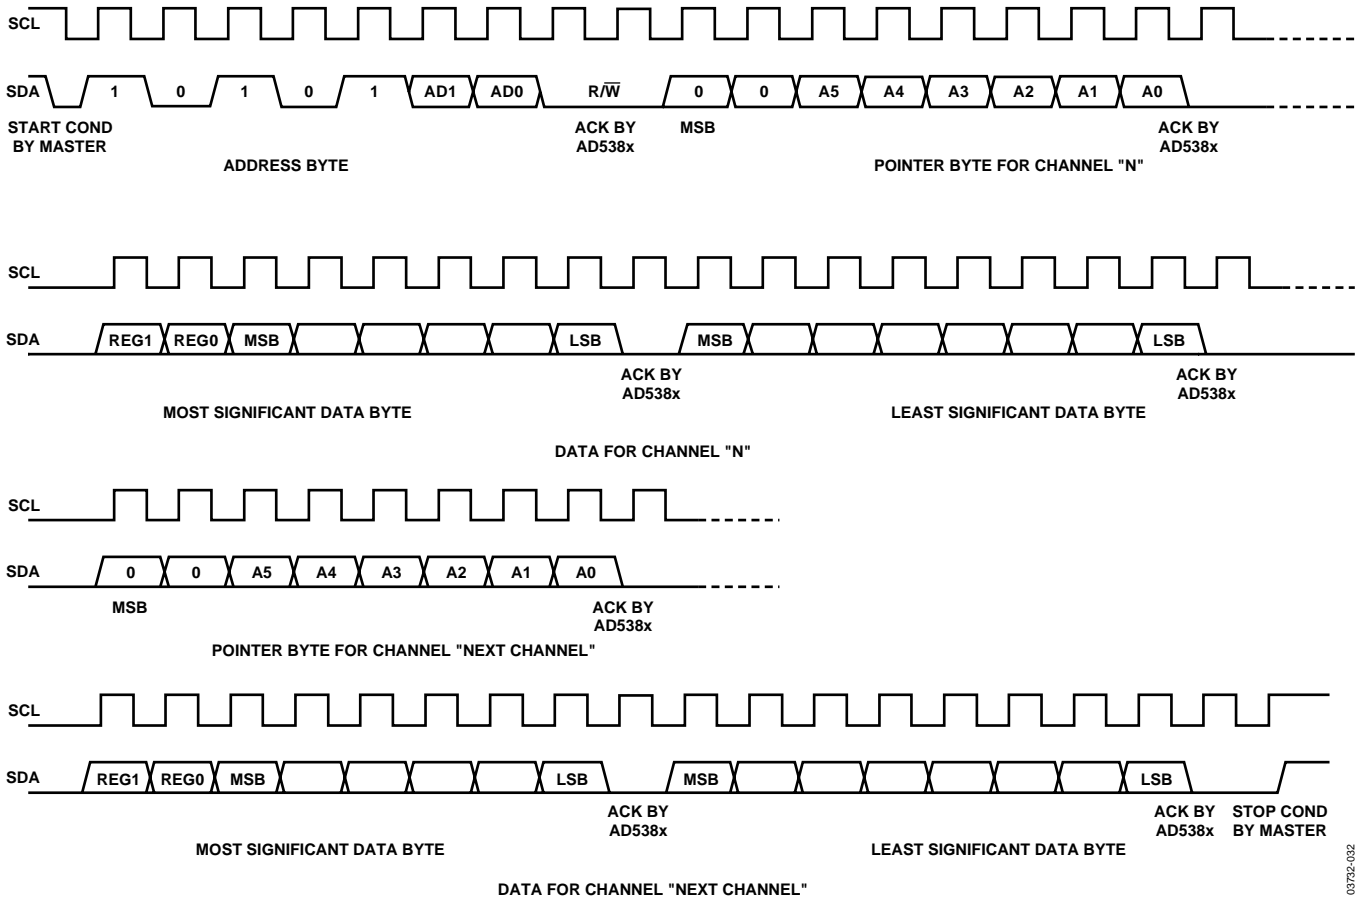 SCL
SDA 1 0 1 0 1 AD1 AD0 R/W̅ 0 0 A5 A4 A3 A2 A1 A0
START COND
BY MASTER
ACK BY
AD538x
MSB
ACK BY
AD538x
ADDRESS BYTE
POINTER BYTE FOR CHANNEL "N"
SCL
SDA REG1 REG0 MSB LSB MSB LSB
ACK BY
AD538x
ACK BY
AD538x
MOST SIGNIFICANT DATA BYTE
LEAST SIGNIFICANT DATA BYTE
DATA FOR CHANNEL "N"
SCL
SDA 0 0 A5 A4 A3 A2 A1 A0
MSB
ACK BY
AD538x
POINTER BYTE FOR CHANNEL "NEXT CHANNEL"
SCL
SDA REG1 REG0 MSB LSB MSB LSB
ACK BY
AD538x
ACK BY
AD538x
STOP COND
BY MASTER
MOST SIGNIFICANT DATA BYTE
LEAST SIGNIFICANT DATA BYTE
DATA FOR CHANNEL "NEXT CHANNEL"
03732-032